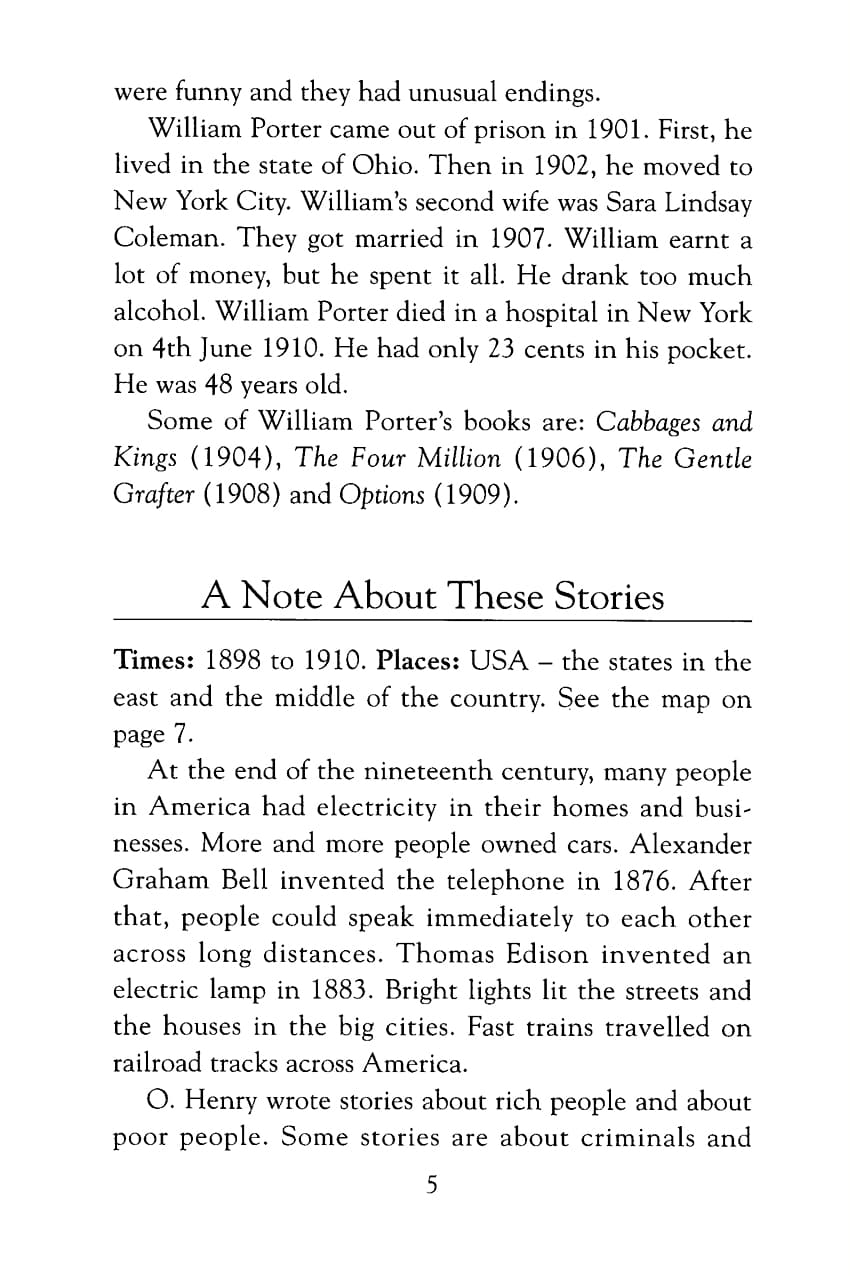 were funny and they had unusual endings.
William Porter came out of prison in 1901. First, he
lived in the state of Ohio. Then in 1902, he moved to
New York City. William’s second wife was Sara Lindsay
Coleman. They got married in 1907. William earnt a
lot of money, but he spent it all. He drank too much
alcohol. William Porter died in a hospital in New York
on 4th June 1910. He had only 23 cents in his pocket.
He was 48 years old.
Some of William Porter’s books are: Cabbages and
Kings (1904), The Four Million (1906), The Gentle
Grafter (1908) and Options (1909).
A Note About These Stories
Times: 1898 to 1910. Places: USA – the states in the
east and the middle of the country. See the map on
page 7.
At the end of the nineteenth century, many people
in America had electricity in their homes and busi-
nesses. More and more people owned cars. Alexander
Graham Bell invented the telephone in 1876. After
that, people could speak immediately to each other
across long distances. Thomas Edison invented an
electric lamp in 1883. Bright lights lit the streets and
the houses in the big cities. Fast trains travelled on
railroad tracks across America.
O. Henry wrote stories about rich people and about
poor people. Some stories are about criminals and
5